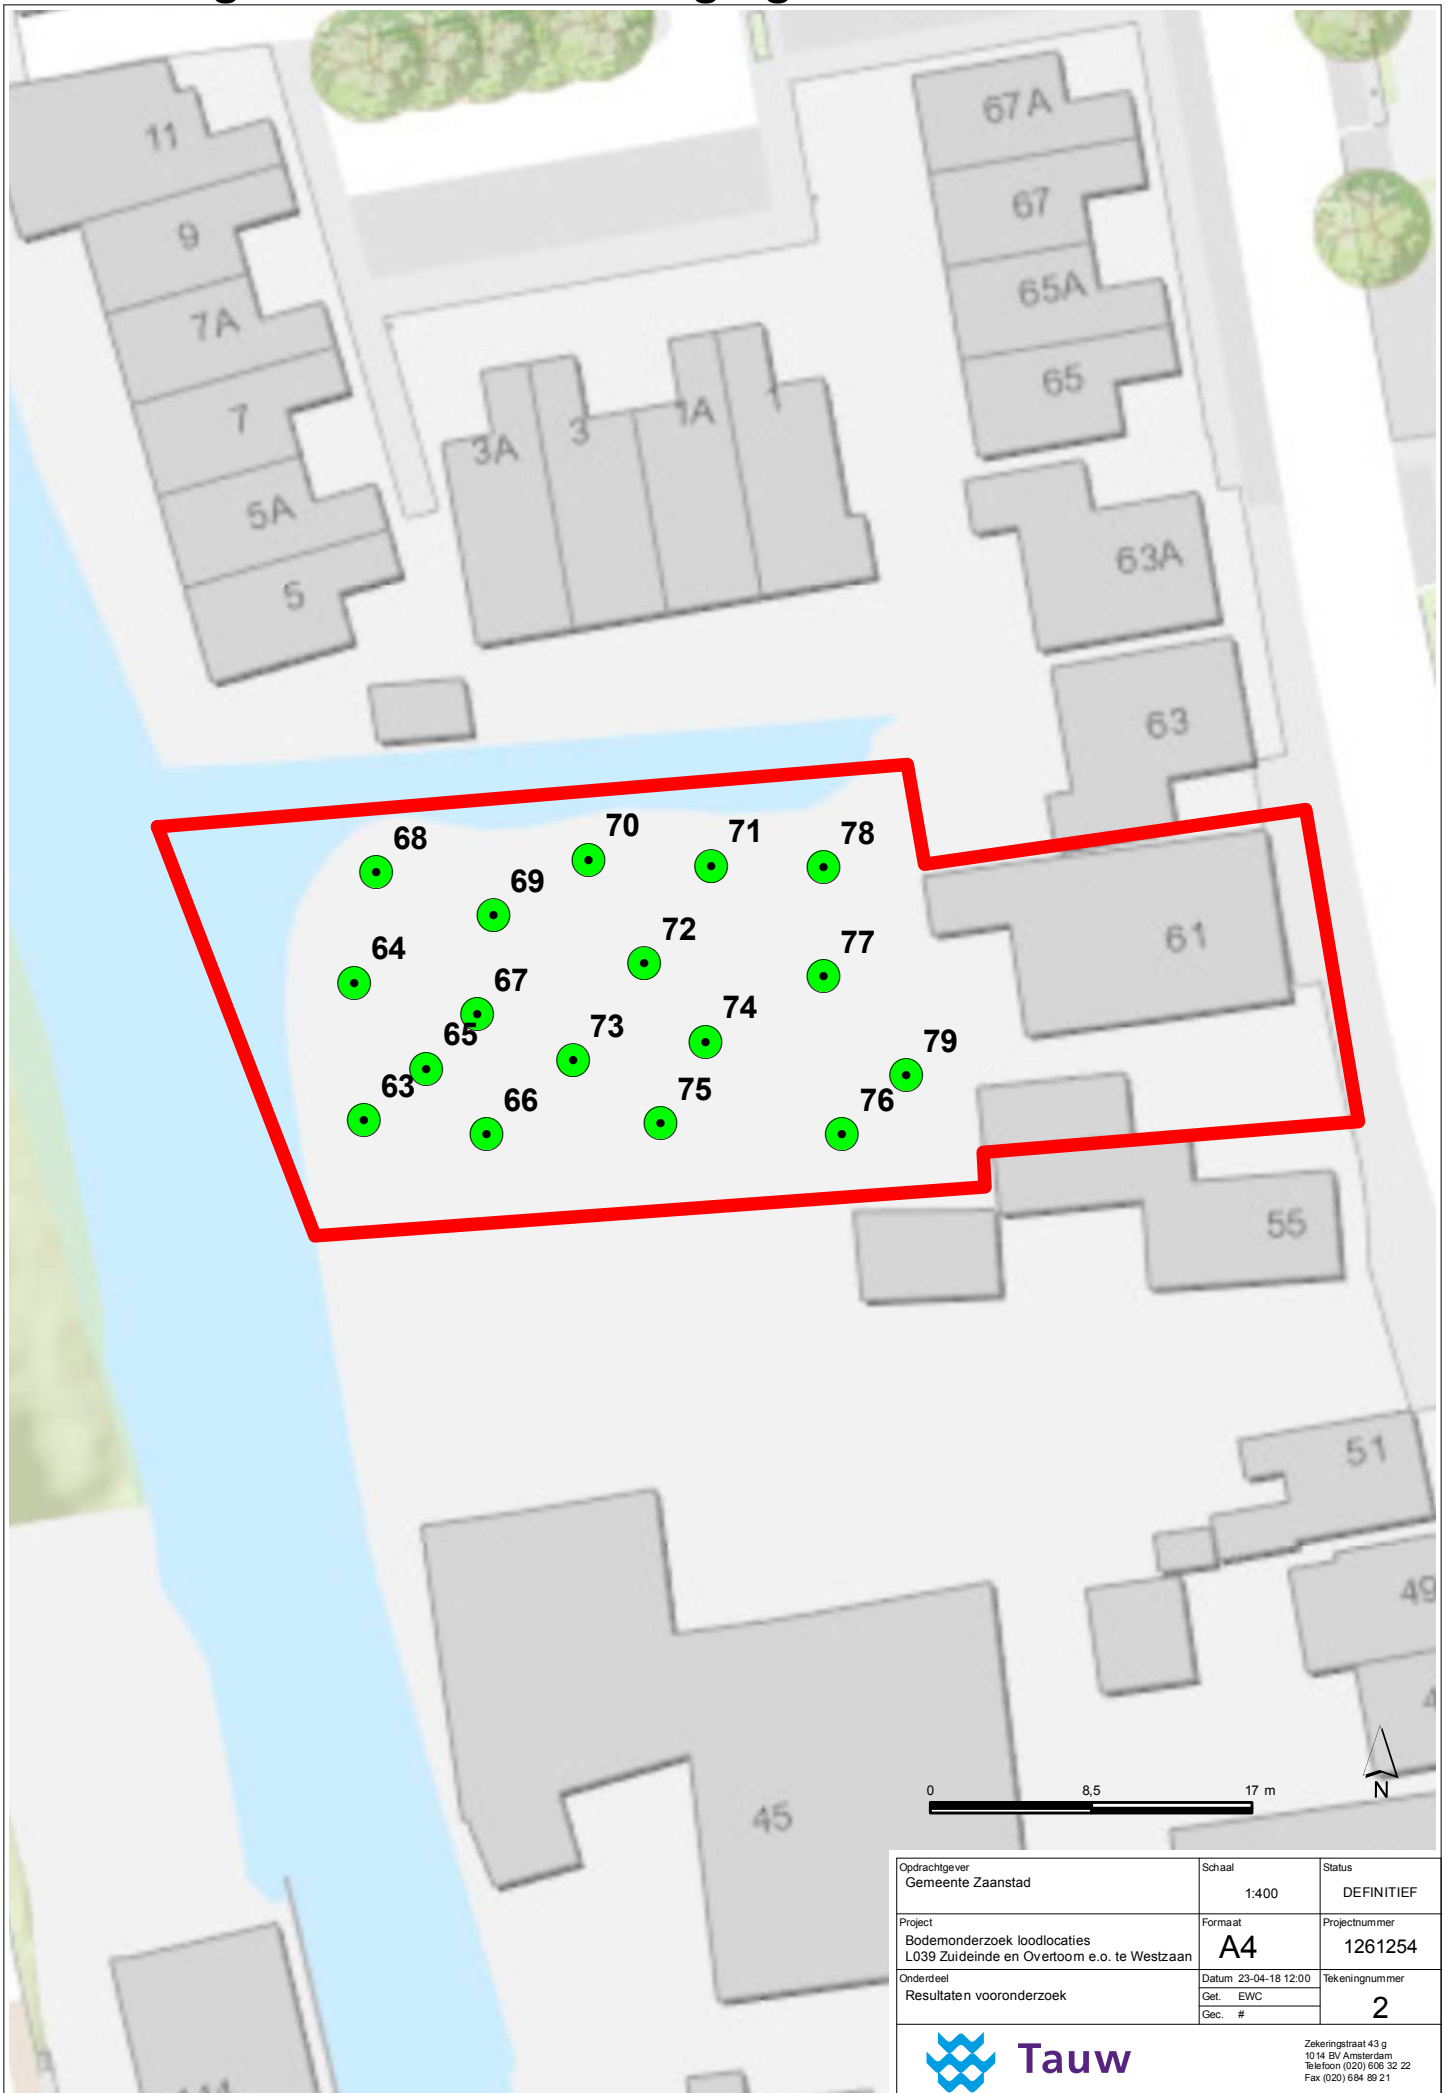 11
9
7A
7
5A
5
3A
3
1A
1
67A
67
65A
65
63A
63
61
55
51
49
45
68
70
71
78
69
64
72
77
67
65
73
74
79
63
66
75
76
0 8,5 17 m
N
Opdrachtgever
Gemeente Zaanstad
Schaal
1:400
Status
DEFINITIEF
Project
Bodemonderzoek loodlocaties
L039 Zuideinde en Overtoom e.o. te Westzaan
Formaat
A4
Projectnummer
1261254
Onderdeel
Resultaten vooronderzoek
Datum 23-04-18 12:00
Get. EWC
Gec. #
Tekeningnummer
2
Tauw
Zekeringstraat 43 g
1014 BV Amsterdam
Telefoon (020) 606 32 22
Fax (020) 684 89 21